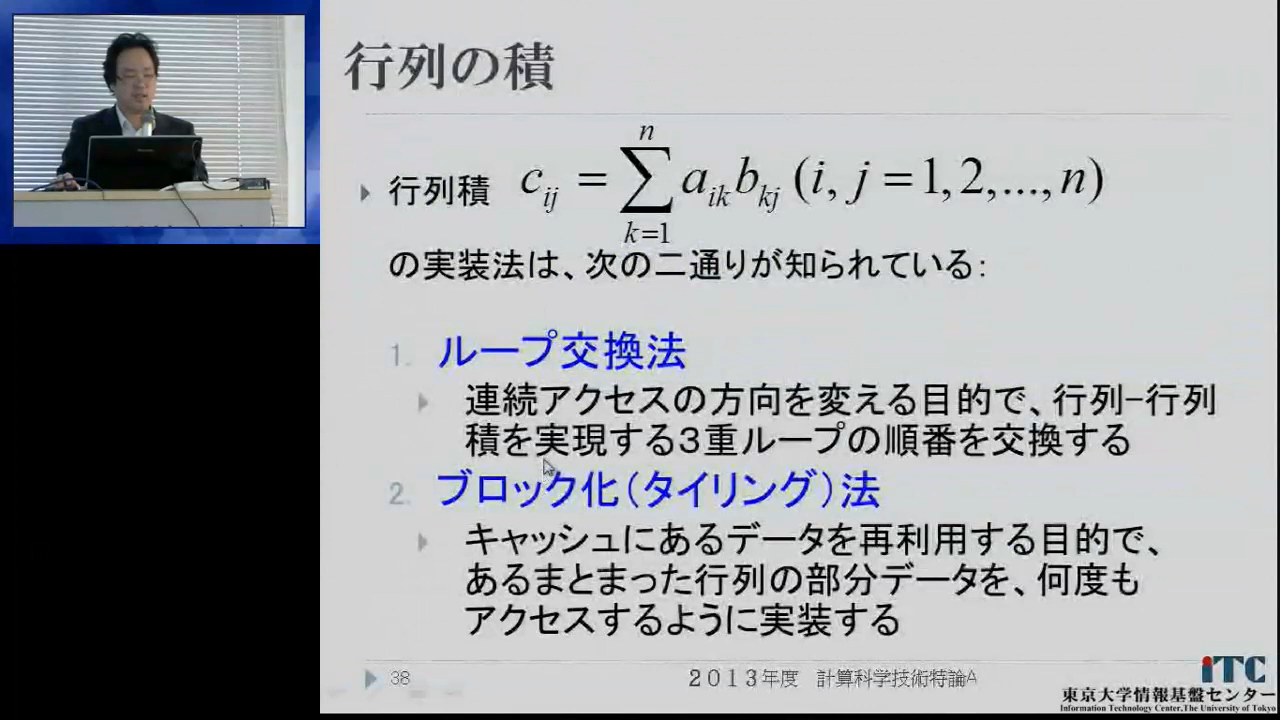 行列の積
行列積 c_{ij} = \sum_{k=1}^{n} a_{ik} b_{kj} (i, j = 1, 2, ..., n)
の実装法は、次の二通りが知られている：
1. ループ交換法
連続アクセスの方向を変える目的で、行列−行列
積を実現する３重ループの順番を交換する
2. ブロック化（タイリング）法
キャッシュにあるデータを再利用する目的で、
あるまとまった行列の部分データを、何度も
アクセスするように実装する
38
２０１３年度 計算科学技術特論A
iTC
東京大学情報基盤センター
Information Technology Center,The University of Tokyo